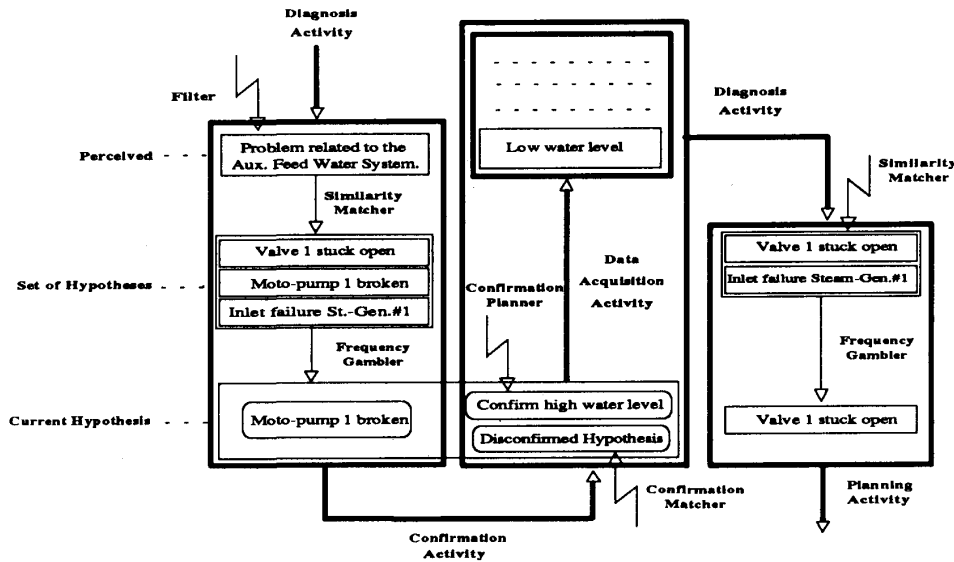 Diagnosis
Activity
Filter
Perceived
Problem related to the
Aux. Feed Water System.
Similarity
Matcher
Set of Hypotheses
Valve 1 stuck open
Moto-pump 1 broken
Inlet failure St.-Gen.#1
Frequency
Gambler
Current Hypothesis
Moto-pump 1 broken
Confirmation
Activity
Low water level
Data
Acquisition
Activity
Confirmation
Planner
Confirm high water level
Disconfirmed Hypothesis
Confirmation
Matcher
Diagnosis
Activity
Similarity
Matcher
Valve 1 stuck open
Inlet failure Steam-Gen.#1
Frequency
Gambler
Valve 1 stuck open
Planning
Activity